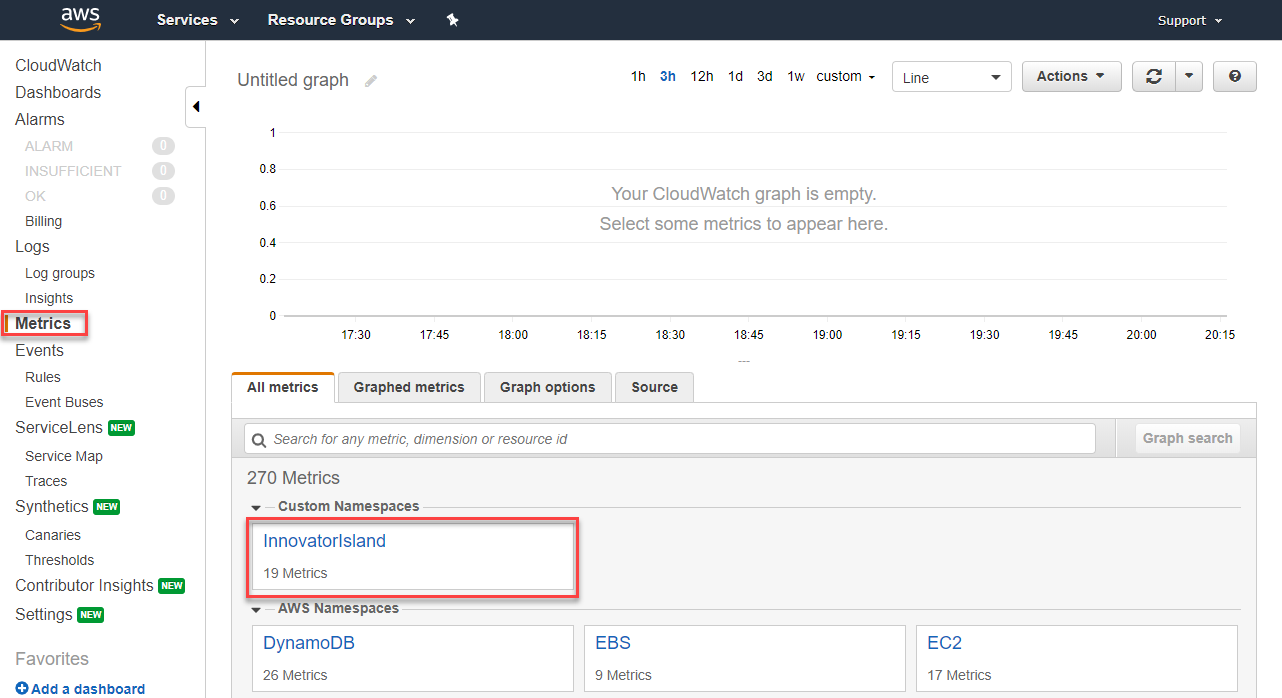 aws Services Resource Groups Support
CloudWatch
Dashboards
Alarms
ALARM 0
INSUFFICIENT 0
OK 0
Billing
Logs
Log groups
Insights
Metrics
Events
Rules
Event Buses
ServiceLens NEW
Service Map
Traces
Synthetics NEW
Canaries
Thresholds
Contributor Insights NEW
Settings NEW
Favorites
Add a dashboard
Untitled graph
1h 3h 12h 1d 3d 1w custom Line Actions
1
0.8
0.6
0.4
0.2
0
Your CloudWatch graph is empty.
Select some metrics to appear here.
17:30 17:45 18:00 18:15 18:30 18:45 19:00 19:15 19:30 19:45 20:00 20:15
---
All metrics Graphed metrics Graph options Source
Search for any metric, dimension or resource id Graph search
270 Metrics
Custom Namespaces
InnovatorIsland
19 Metrics
AWS Namespaces
DynamoDB EBS EC2
26 Metrics 9 Metrics 17 Metrics